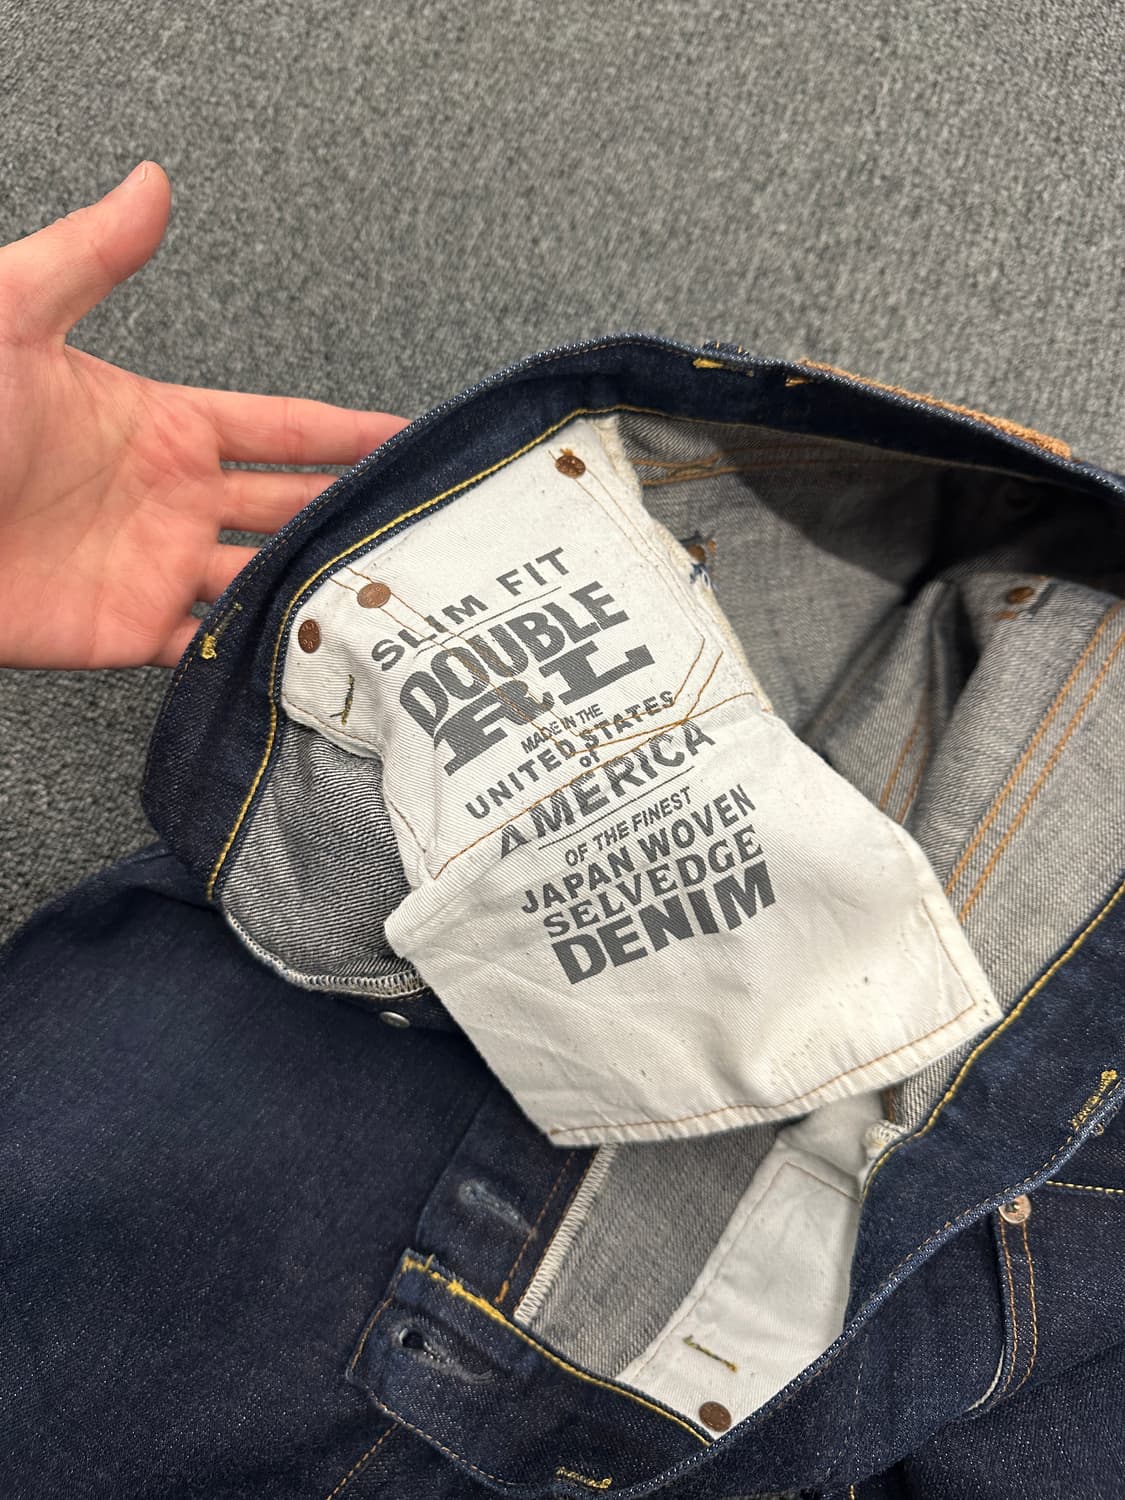 SLIM FIT
DOUBLE
RL
MADE IN THE
UNITED STATES
OF
AMERICA
OF THE FINEST
JAPAN WOVEN
SELVEDGE
DENIM